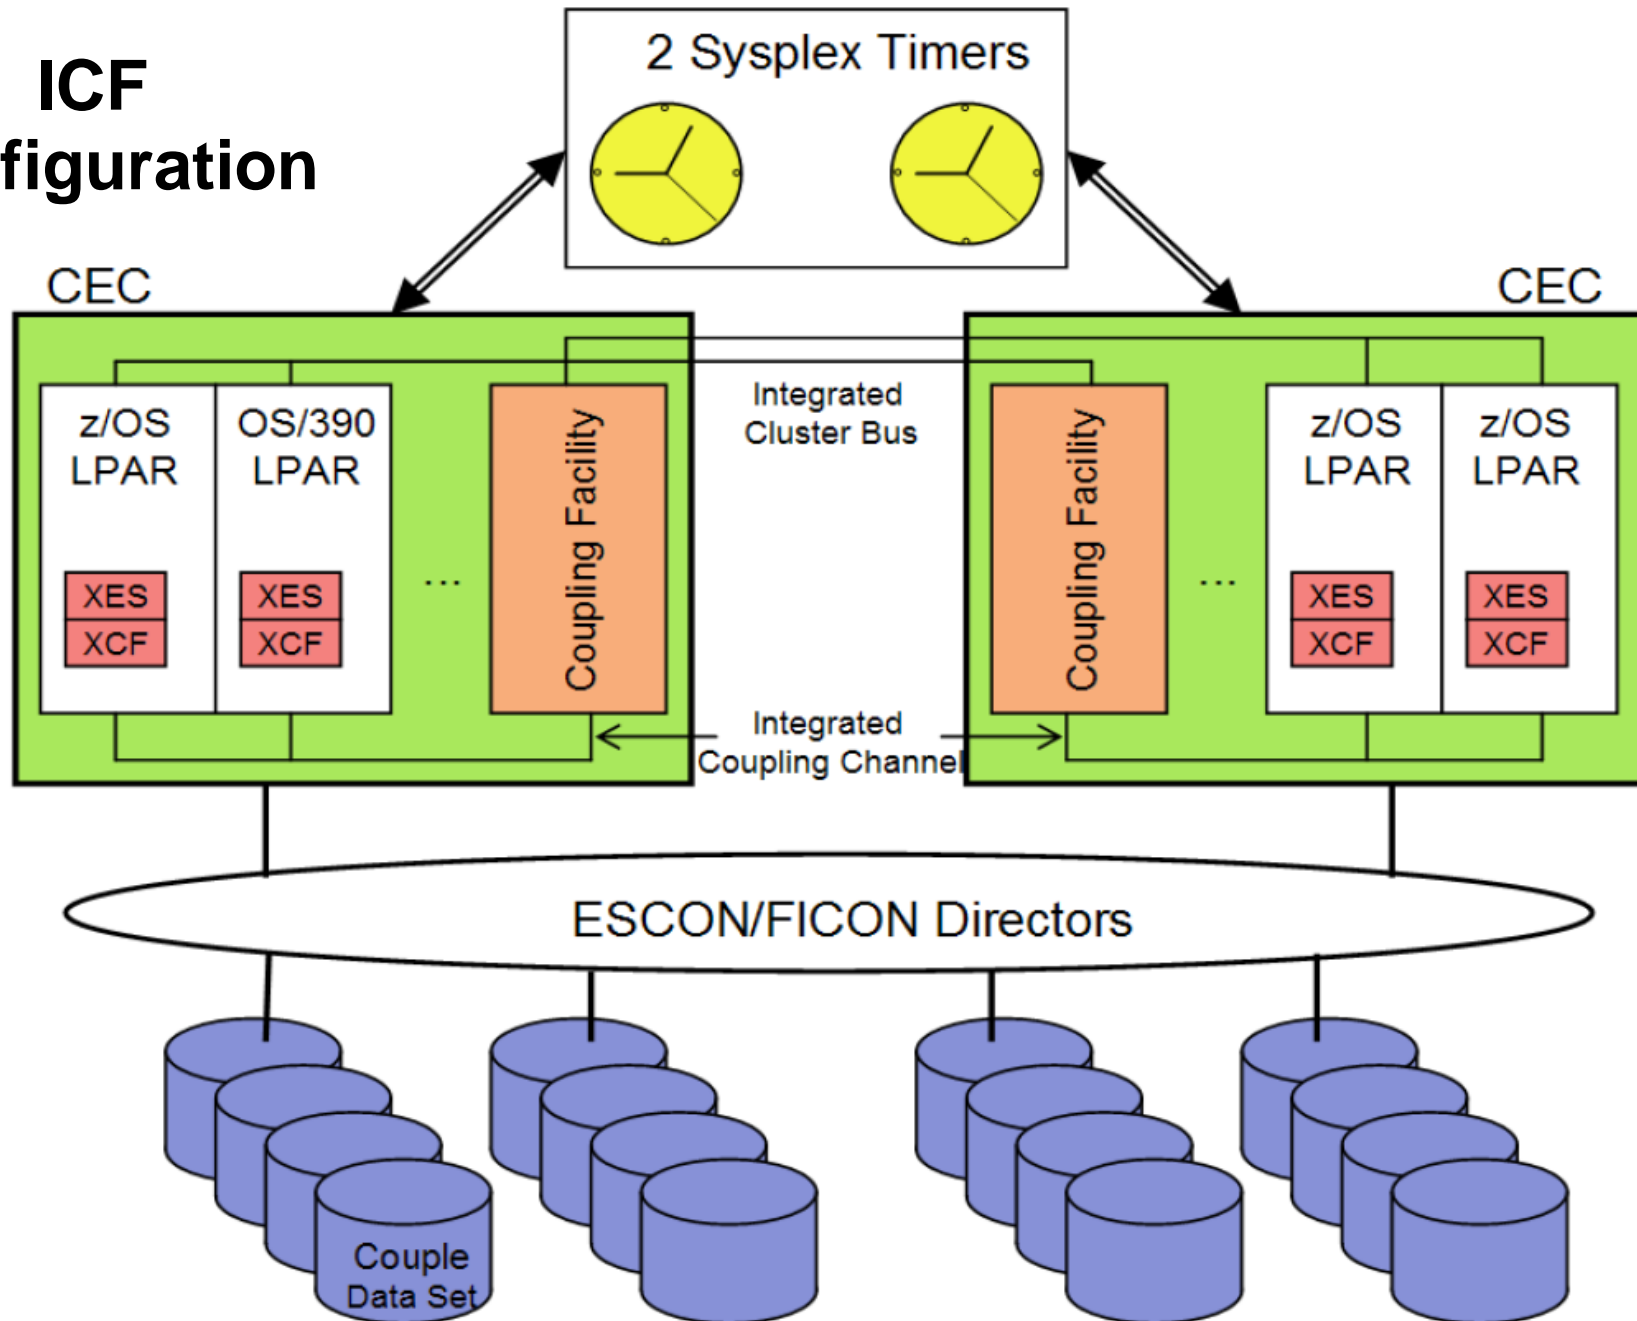 ICF
figuration
2 Sysplex Timers
CEC
CEC
z/OS
LPAR
OS/390
LPAR
XES
XCF
XES
XCF
...
Coupling Facility
Integrated
Cluster Bus
Integrated
Coupling Channel
Coupling Facility
...
z/OS
LPAR
z/OS
LPAR
XES
XCF
XES
XCF
ESCON/FICON Directors
Couple
Data Set